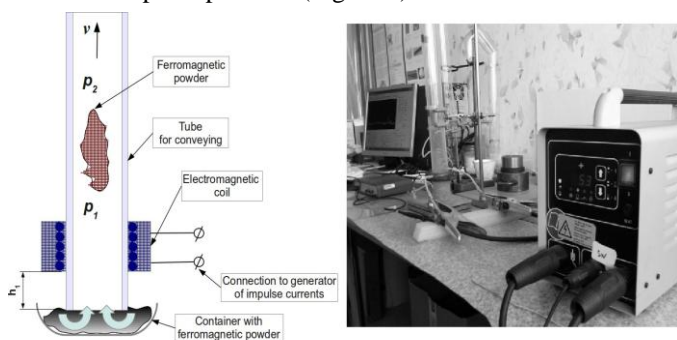 v
p₂
Ferromagnetic
powder
Tube
for conveying
p₁
Electromagnetic
coil
h₁
Connection to generator
of impulse currents
Container with
ferromagnetic powder